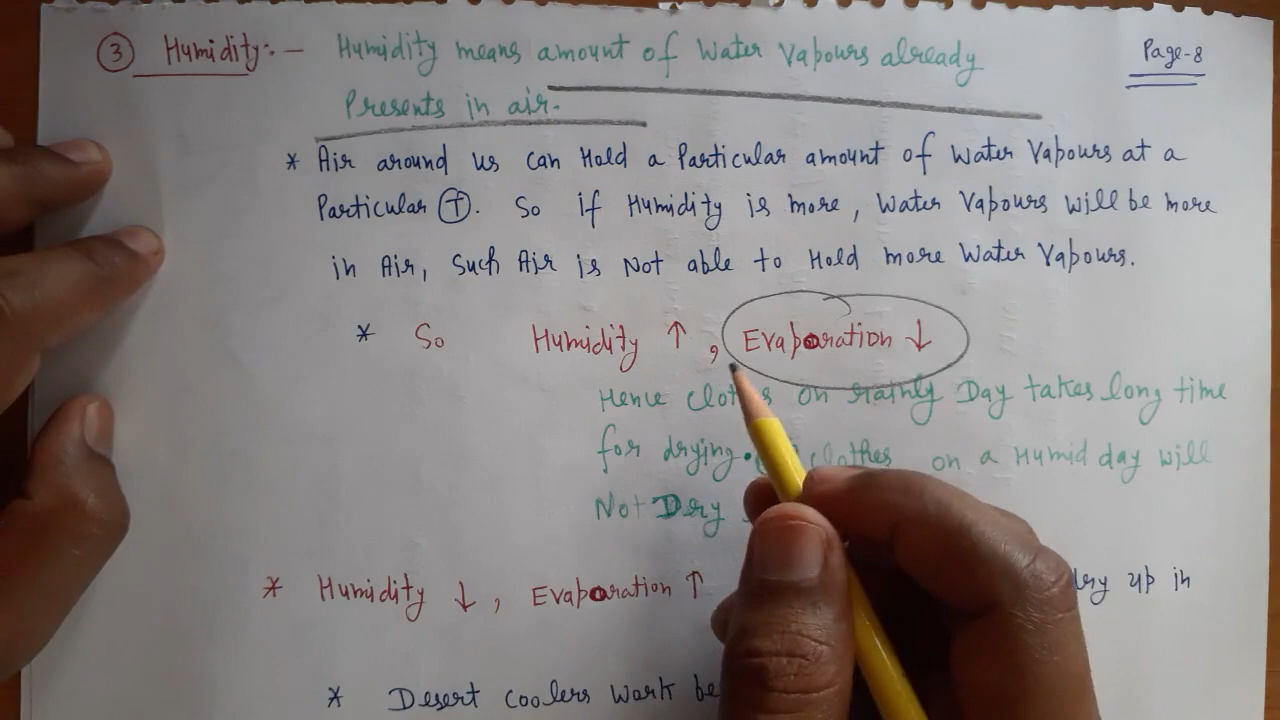 ③ Humidity:- Humidity means amount of Water Vapours already
Page-8
Presents in air.
* Air around us can Hold a Particular amount of Water Vapours at a
Particular Ⓣ. So if Humidity is more, Water Vapours will be more
in Air, Such Air is Not able to Hold more Water Vapours.
* So Humidity ↑, Evaporation ↓
Hence on rainly Day takes long time
for drying. clothes on a Humid day will
Not Dry
* Humidity ↓, Evaporation ↑ up in
* Desert coolers Work